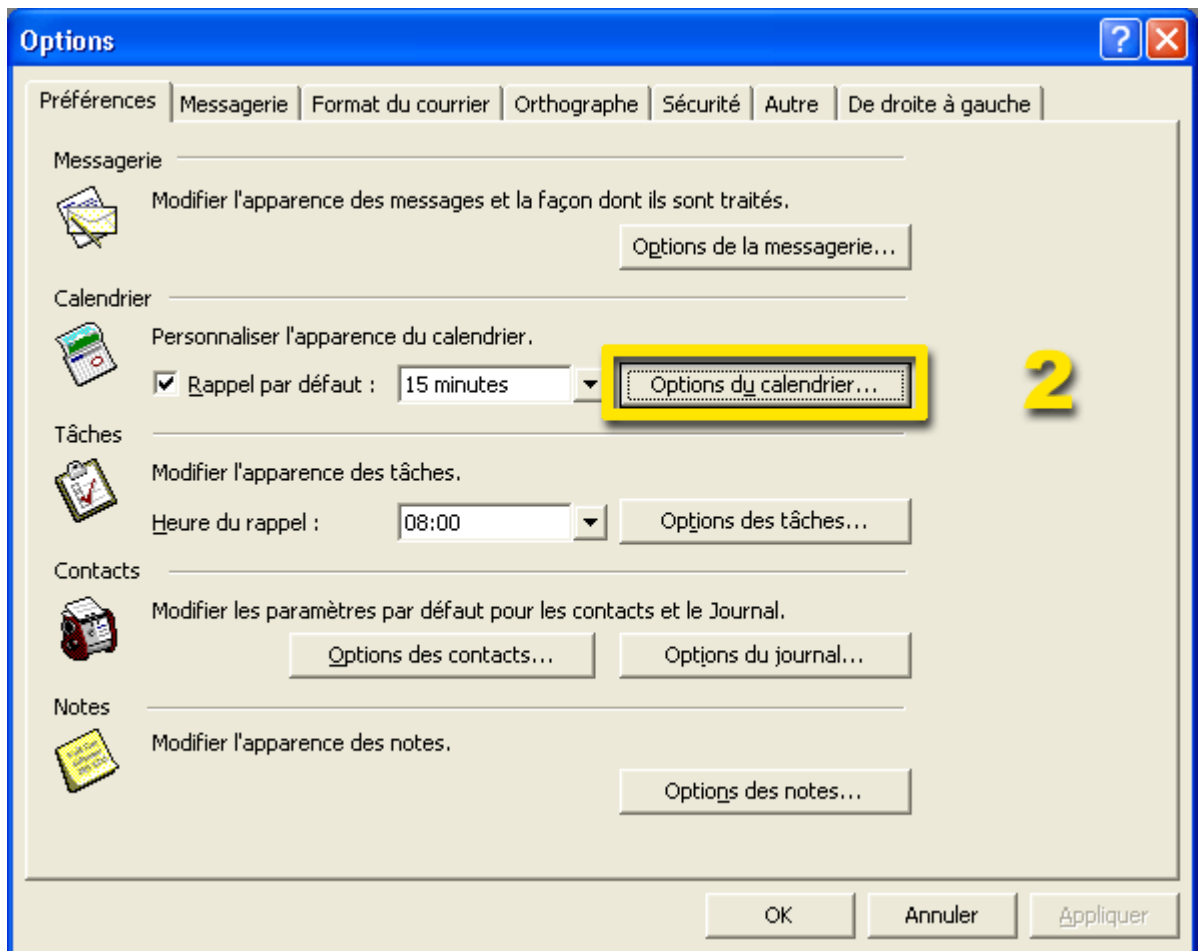 Options
Préférences Messagerie Format du courrier Orthographe Sécurité Autre De droite à gauche
Messagerie
Modifier l'apparence des messages et la façon dont ils sont traités.
Options de la messagerie...
Calendrier
Personnaliser l'apparence du calendrier.
Rappel par défaut : 15 minutes Options du calendrier... 2
Tâches
Modifier l'apparence des tâches.
Heure du rappel : 08:00 Options des tâches...
Contacts
Modifier les paramètres par défaut pour les contacts et le Journal.
Options des contacts... Options du journal...
Notes
Modifier l'apparence des notes.
Options des notes...
OK Annuler Appliquer